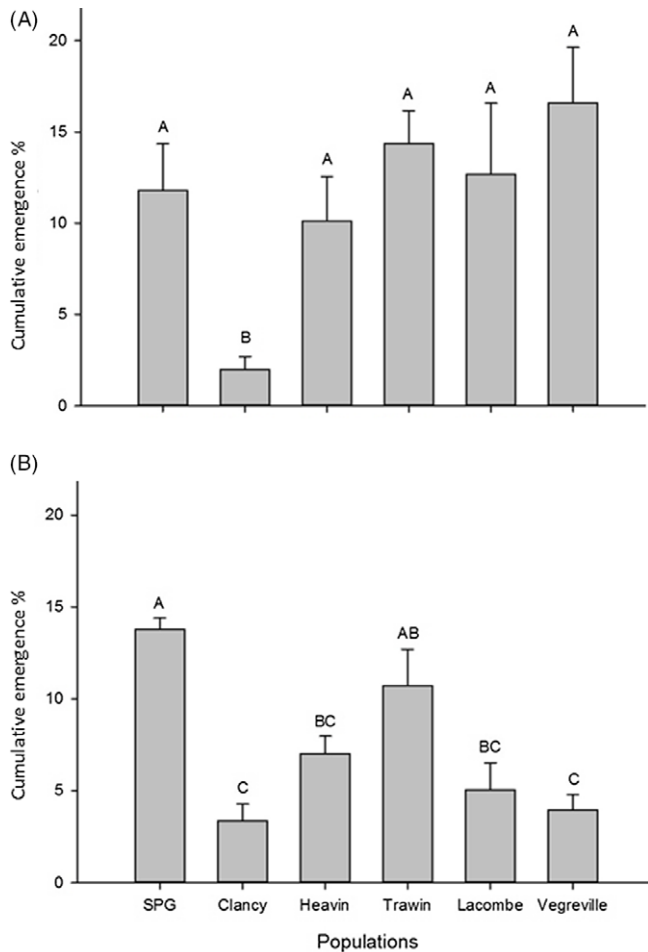 (A)
Cumulative emergence %
20
15
10
5
0
A
B
A
A
A
A
(B)
Cumulative emergence %
20
15
10
5
0
A
C
BC
AB
BC
C
SPG Clancy Heavin Trawin Lacombe Vegreville
Populations